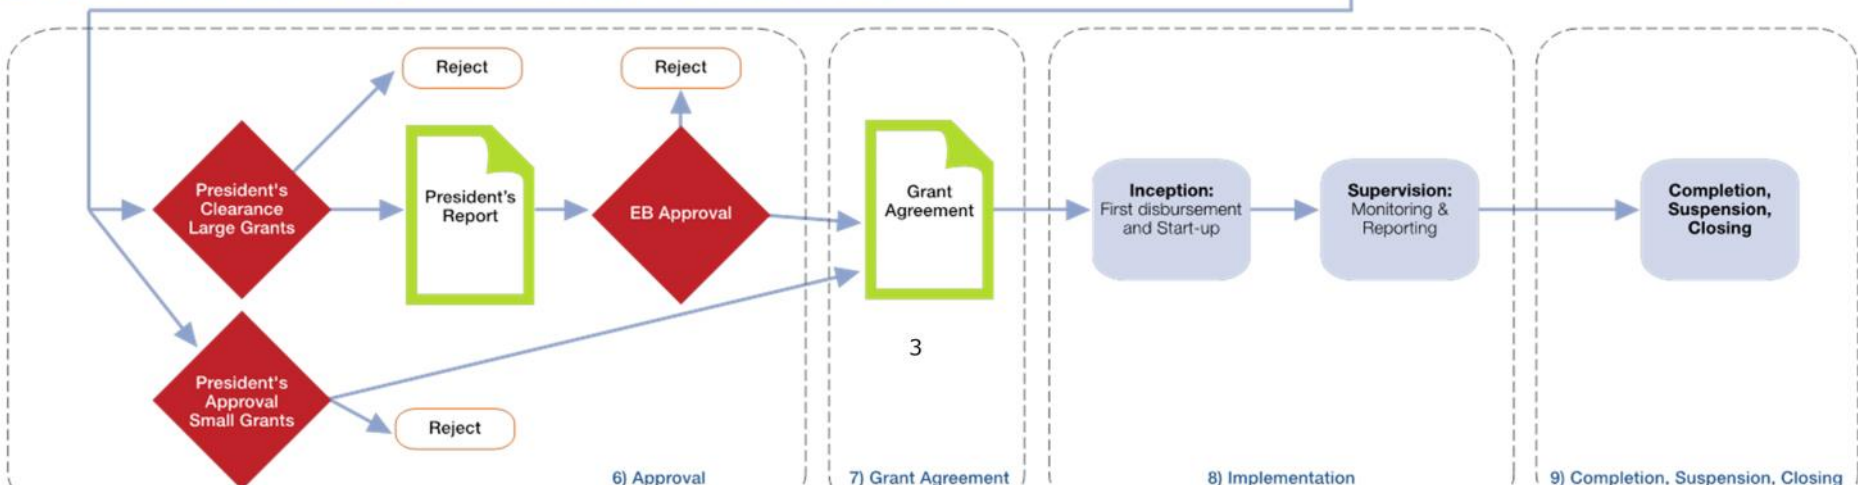 Reject
Reject
President's
Clearance
Large Grants
President's
Report
EB Approval
Grant
Agreement
Inception:
First disbursement
and Start-up
Supervision:
Monitoring &
Reporting
Completion,
Suspension,
Closing
3
President's
Approval
Small Grants
Reject
6) Approval
7) Grant Agreement
8) Implementation
9) Completion, Suspension, Closing